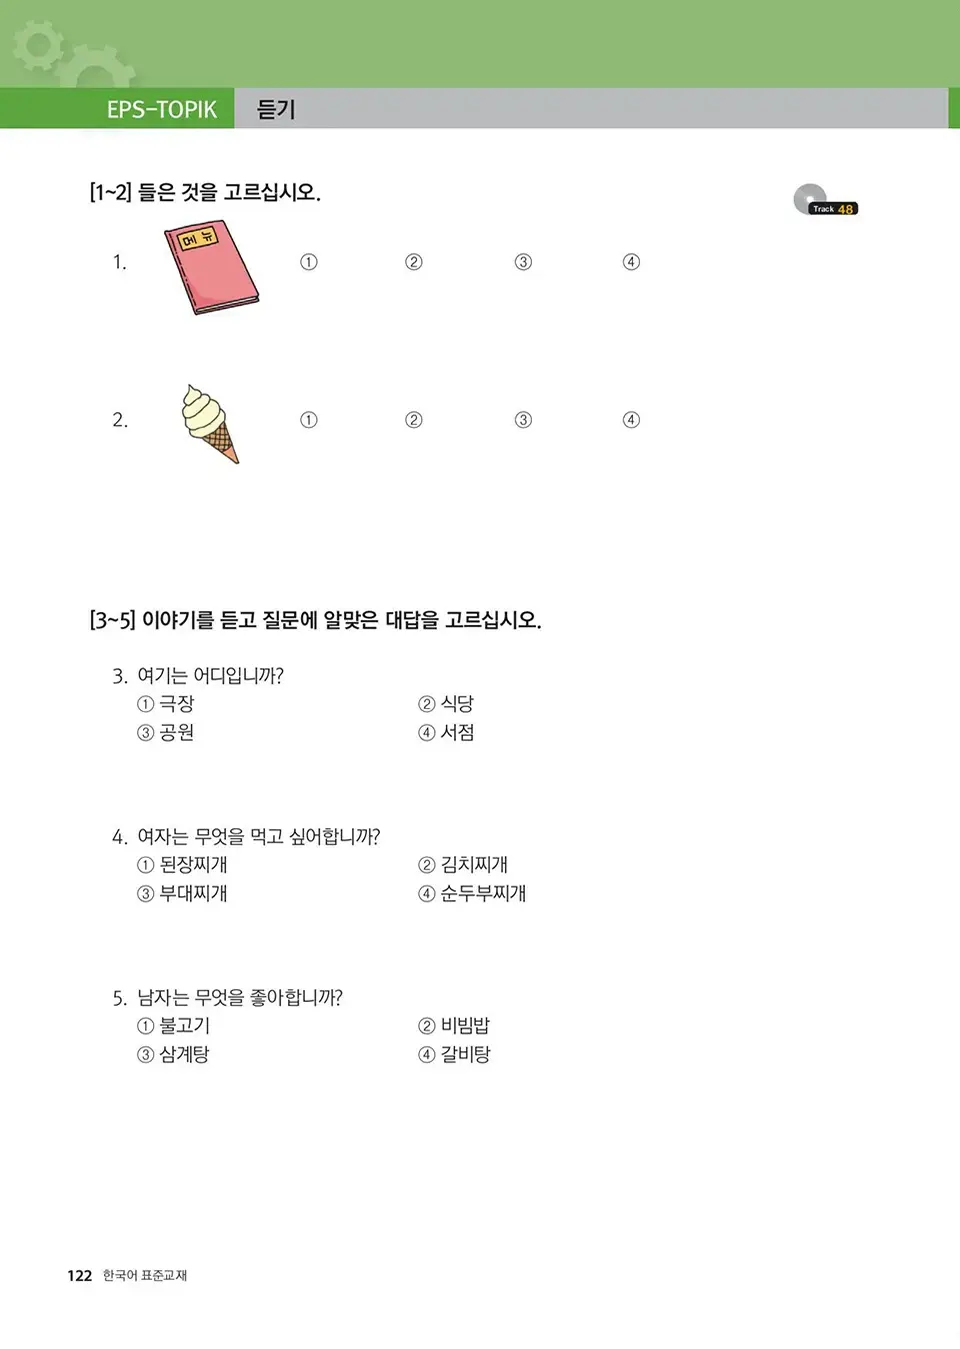 EPS-TOPIK 듣기
[1~2] 들은 것을 고르십시오.
Track 48
메뉴
1. ① ② ③ ④
2. ① ② ③ ④
[3~5] 이야기를 듣고 질문에 알맞은 대답을 고르십시오.
3. 여기는 어디입니까?
① 극장 ② 식당
③ 공원 ④ 서점
4. 여자는 무엇을 먹고 싶어합니까?
① 된장찌개 ② 김치찌개
③ 부대찌개 ④ 순두부찌개
5. 남자는 무엇을 좋아합니까?
① 불고기 ② 비빔밥
③ 삼계탕 ④ 갈비탕
122 한국어 표준교재